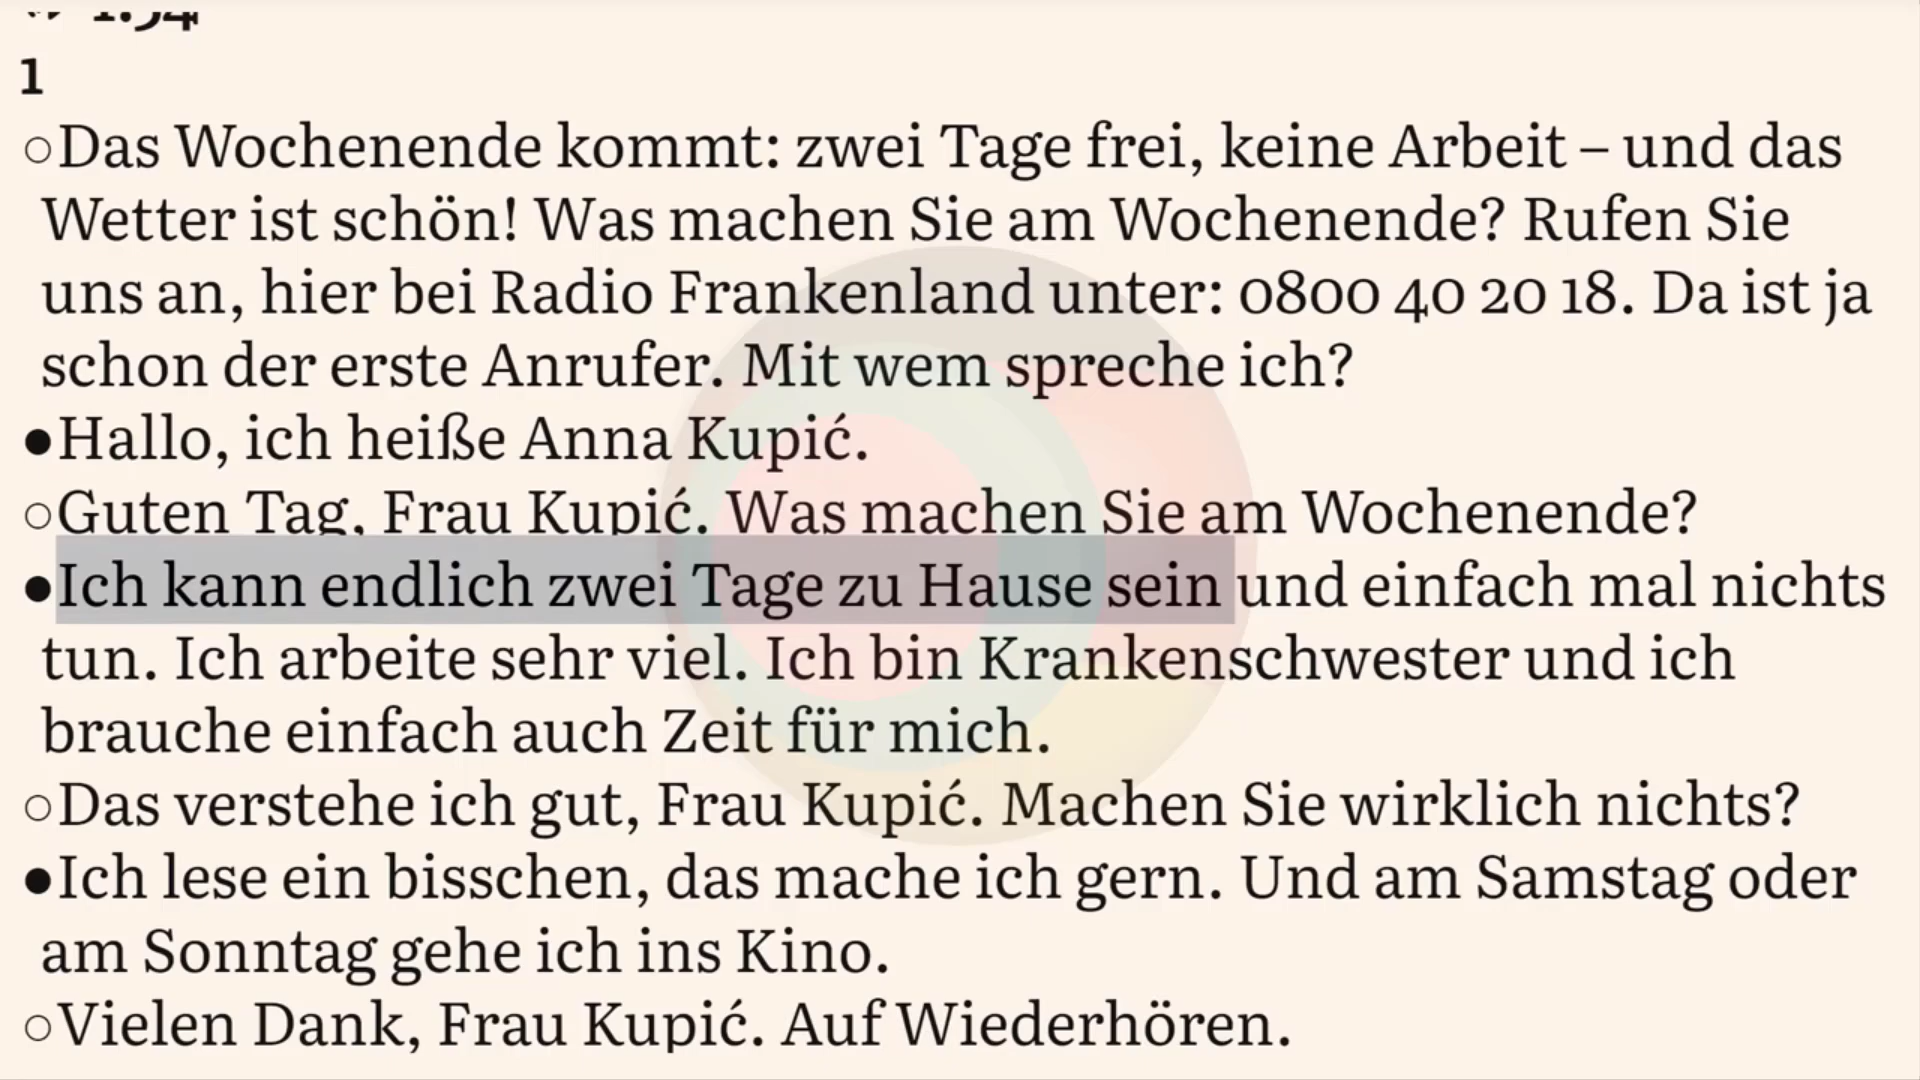 1
○Das Wochenende kommt: zwei Tage frei, keine Arbeit – und das
Wetter ist schön! Was machen Sie am Wochenende? Rufen Sie
uns an, hier bei Radio Frankenland unter: 0800 40 20 18. Da ist ja
schon der erste Anrufer. Mit wem spreche ich?
●Hallo, ich heiße Anna Kupić.
○Guten Tag, Frau Kupić. Was machen Sie am Wochenende?
●Ich kann endlich zwei Tage zu Hause sein und einfach mal nichts
tun. Ich arbeite sehr viel. Ich bin Krankenschwester und ich
brauche einfach auch Zeit für mich.
○Das verstehe ich gut, Frau Kupić. Machen Sie wirklich nichts?
●Ich lese ein bisschen, das mache ich gern. Und am Samstag oder
am Sonntag gehe ich ins Kino.
○Vielen Dank, Frau Kupić. Auf Wiederhören.